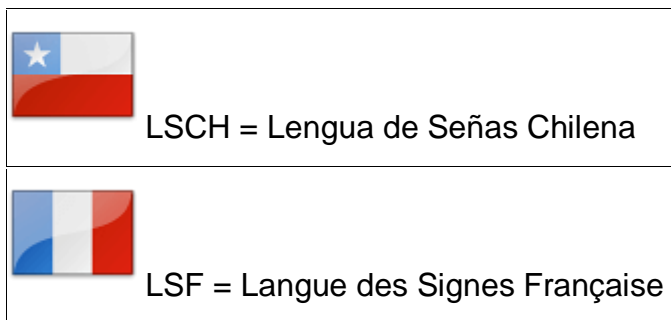 LSCH = Lengua de Señas Chilena
LSF = Langue des Signes Française